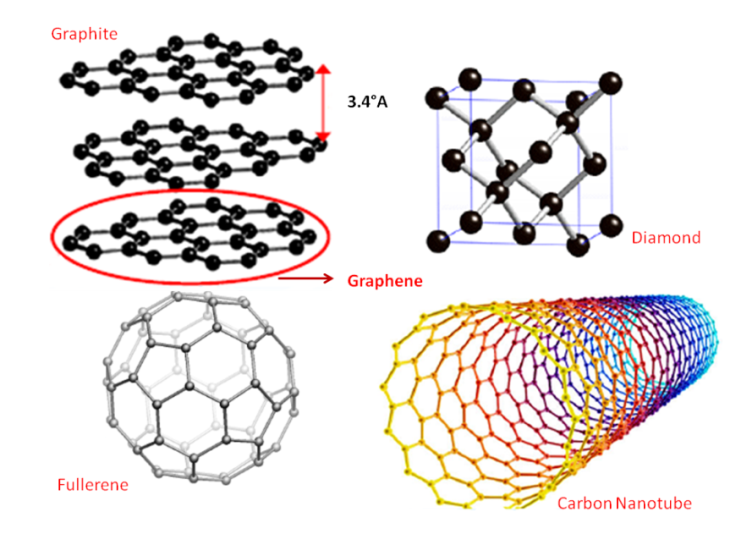 Graphite
3.4°A
Diamond
Graphene
Fullerene
Carbon Nanotube